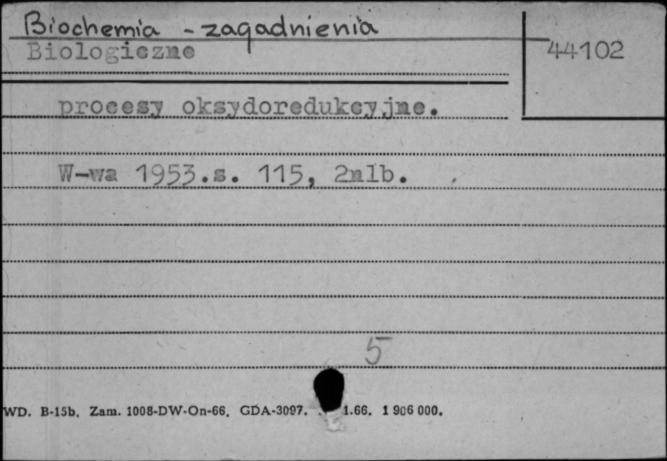 Biochemia - zagadnienia
Biologiczne
44102
procesy oksydoredukcyjne.
W-wa 1953.s. 115, 2nlb.
5
WD. B-15b. Zam. 1008-DW-On-66. GDA-3097. 1.66. 1 906 000.